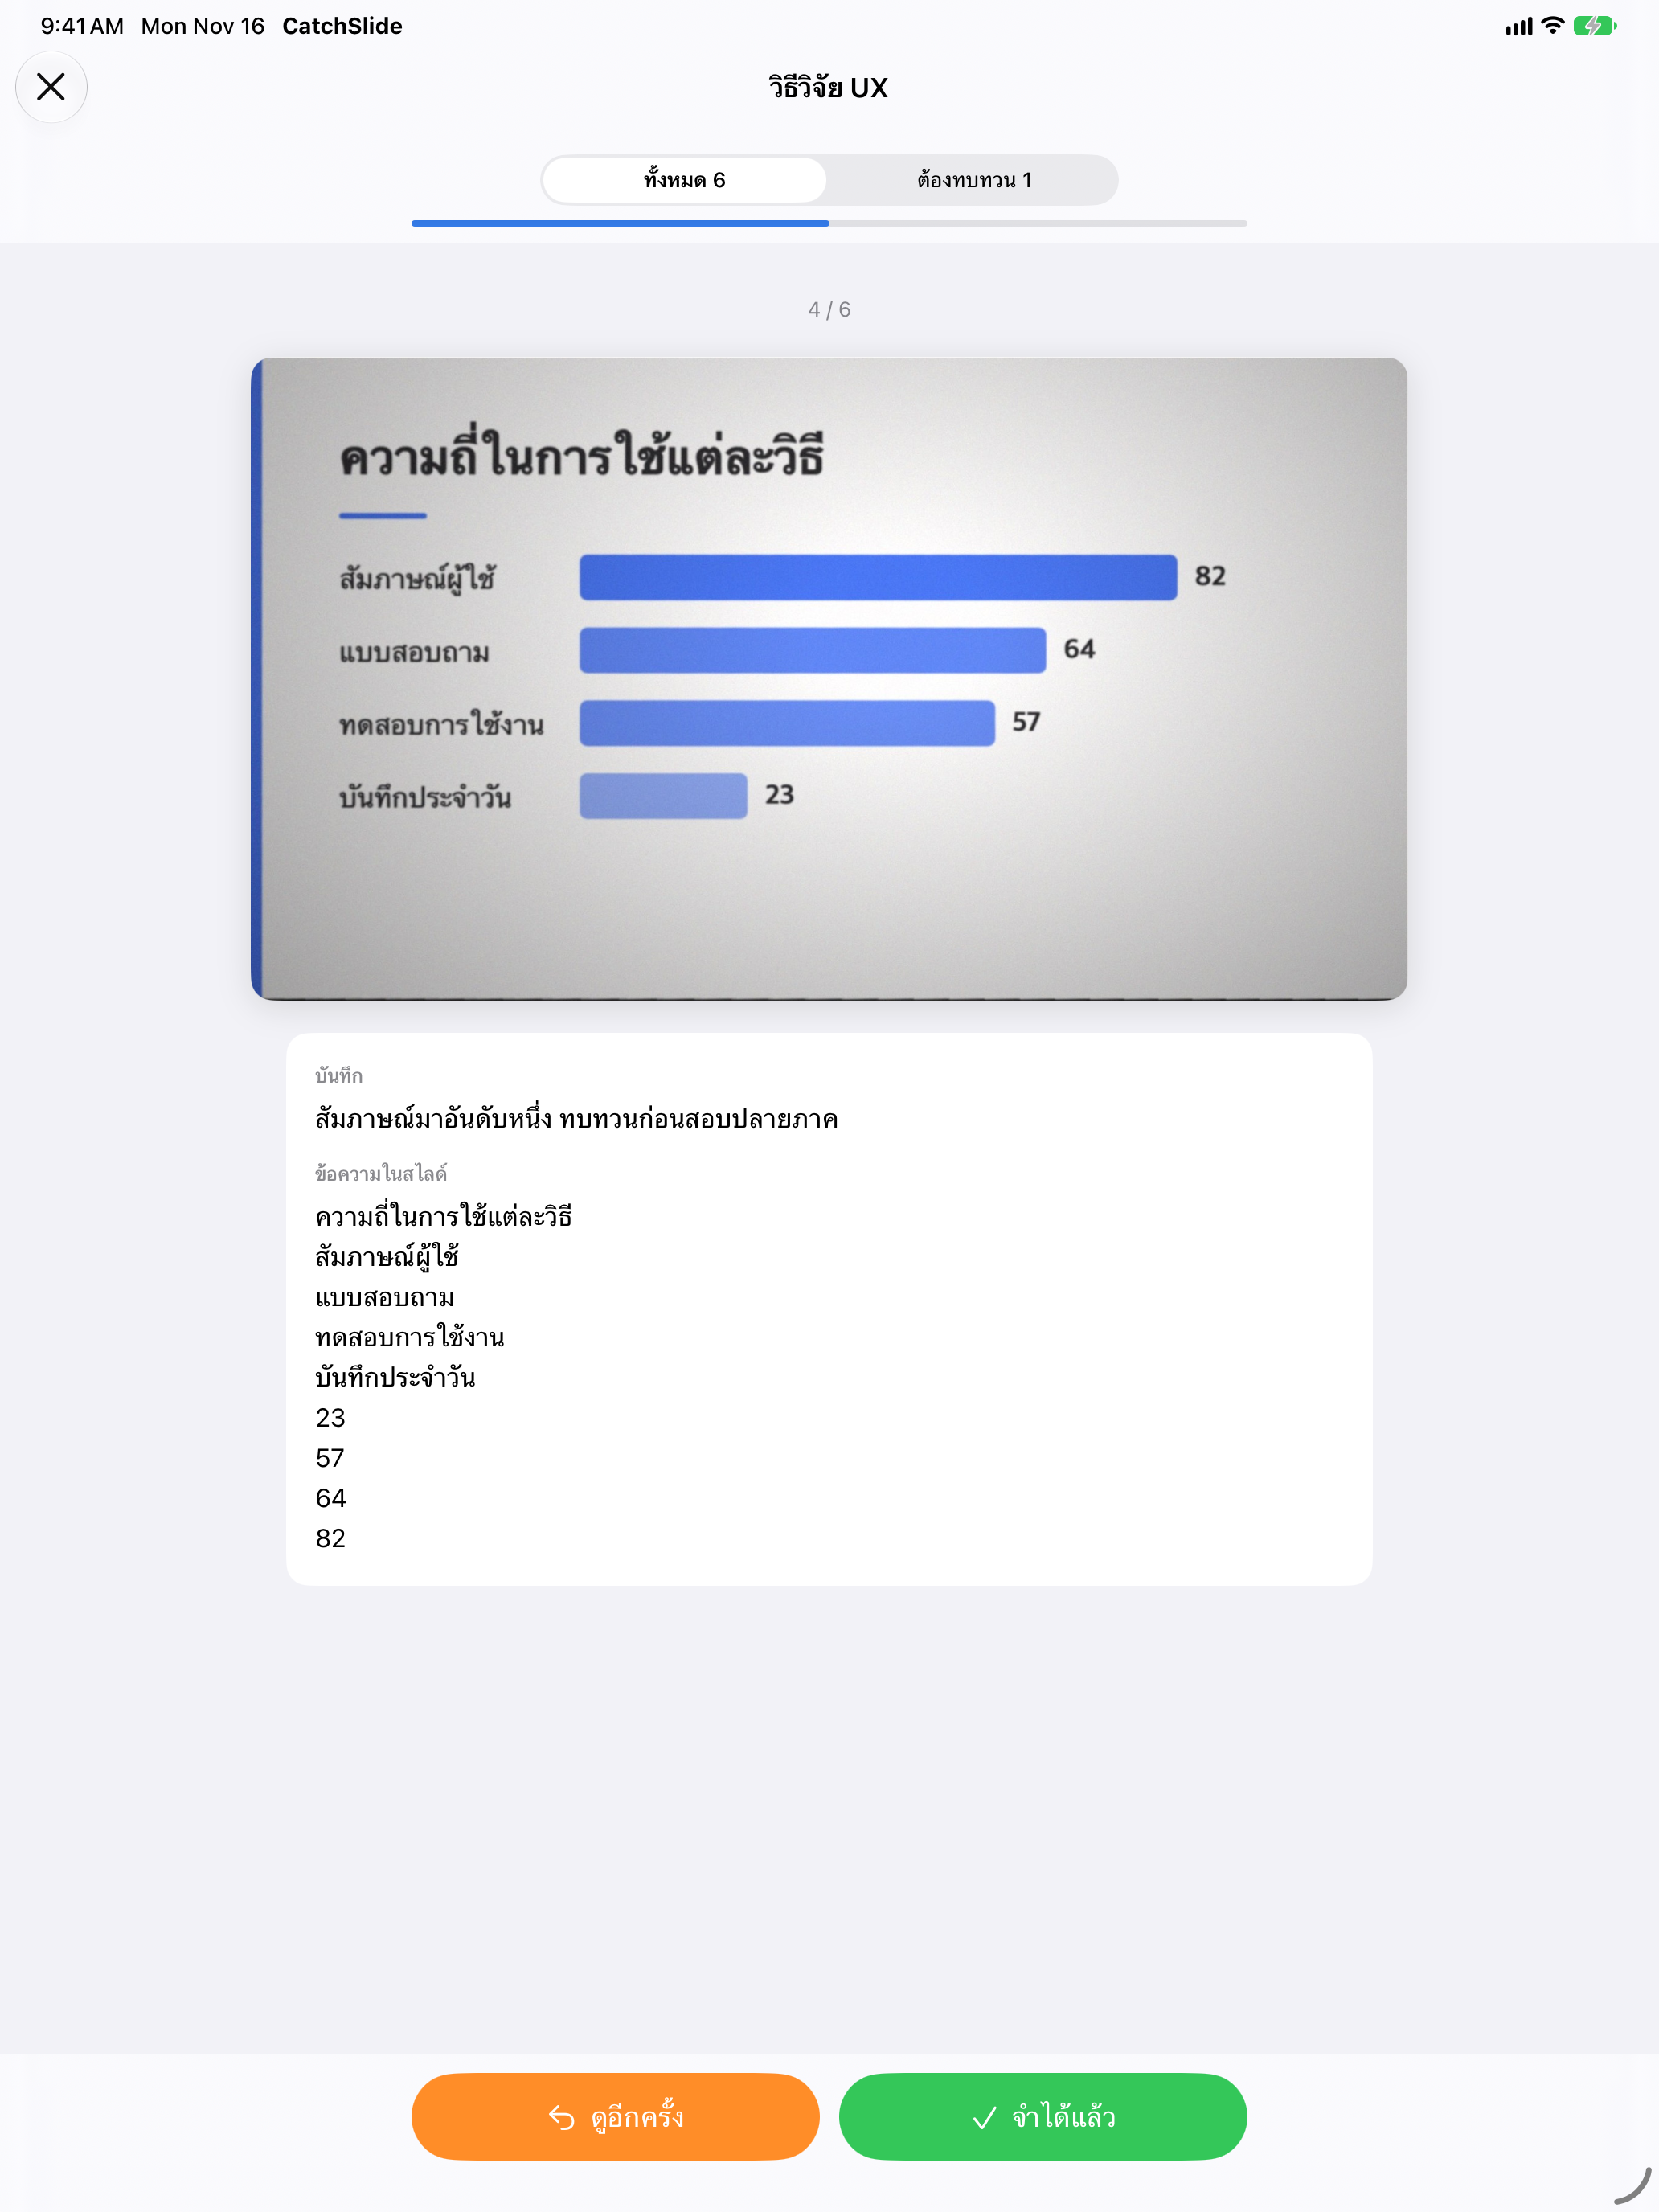 9:41 AM Mon Nov 16 CatchSlide
วิธีวิจัย UX
ทั้งหมด 6
ต้องทบทวน 1
4 / 6
ความถี่ในการใช้แต่ละวิธี
สัมภาษณ์ผู้ใช้ 82
แบบสอบถาม 64
ทดสอบการใช้งาน 57
บันทึกประจำวัน 23
บันทึก
สัมภาษณ์มาอันดับหนึ่ง ทบทวนก่อนสอบปลายภาค
ข้อความในสไลด์
ความถี่ในการใช้แต่ละวิธี
สัมภาษณ์ผู้ใช้
แบบสอบถาม
ทดสอบการใช้งาน
บันทึกประจำวัน
23
57
64
82
ดูอีกครั้ง
จำได้แล้ว